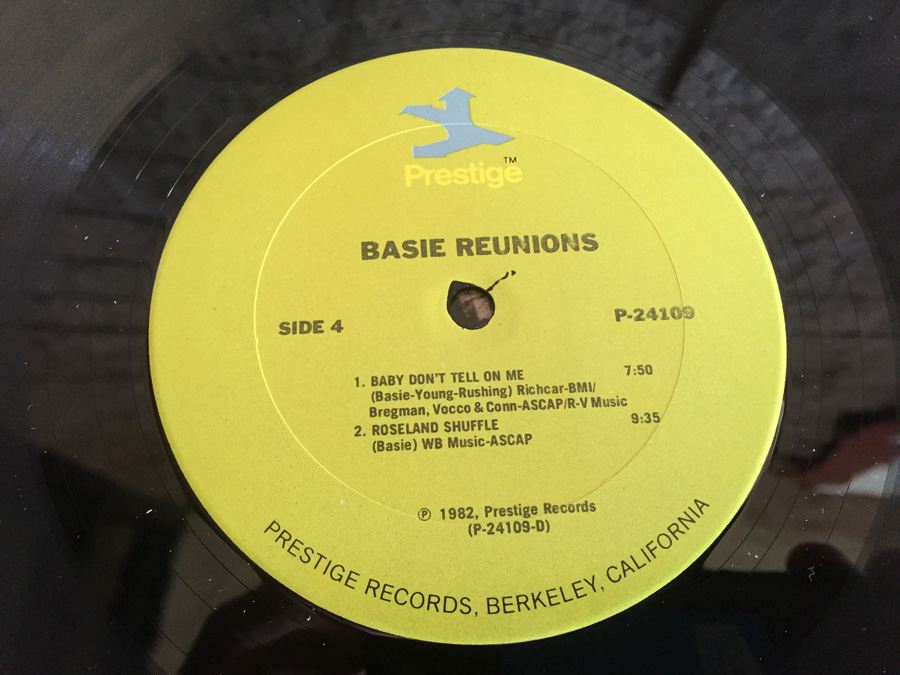 Prestige™
BASIE REUNIONS
SIDE 4
P-24109
1. BABY DON'T TELL ON ME 7:50
(Basie-Young-Rushing) Richcar-BMI/
Bregman, Vocco & Conn-ASCAP/R-V Music
2. ROSELAND SHUFFLE 9:35
(Basie) WB Music-ASCAP
℗ 1982, Prestige Records
(P-24109-D)
PRESTIGE RECORDS, BERKELEY, CALIFORNIA